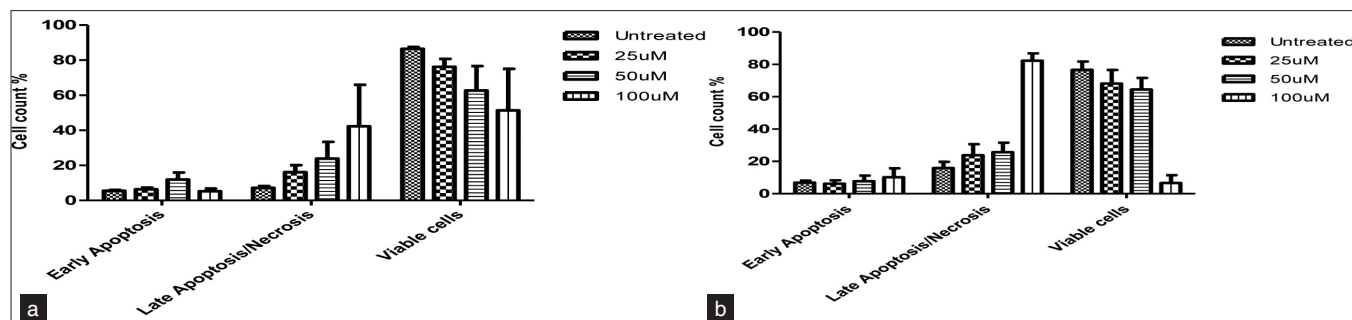 100
80
60
40
20
0
Cell count %
Untreated
25uM
50uM
100uM
Early Apoptosis
Late Apoptosis/Necrosis
Viable cells
a
100
80
60
40
20
0
Cell count %
Untreated
25uM
50uM
100uM
Early Apoptosis
Late Apoptosis/Necrosis
Viable cells
b